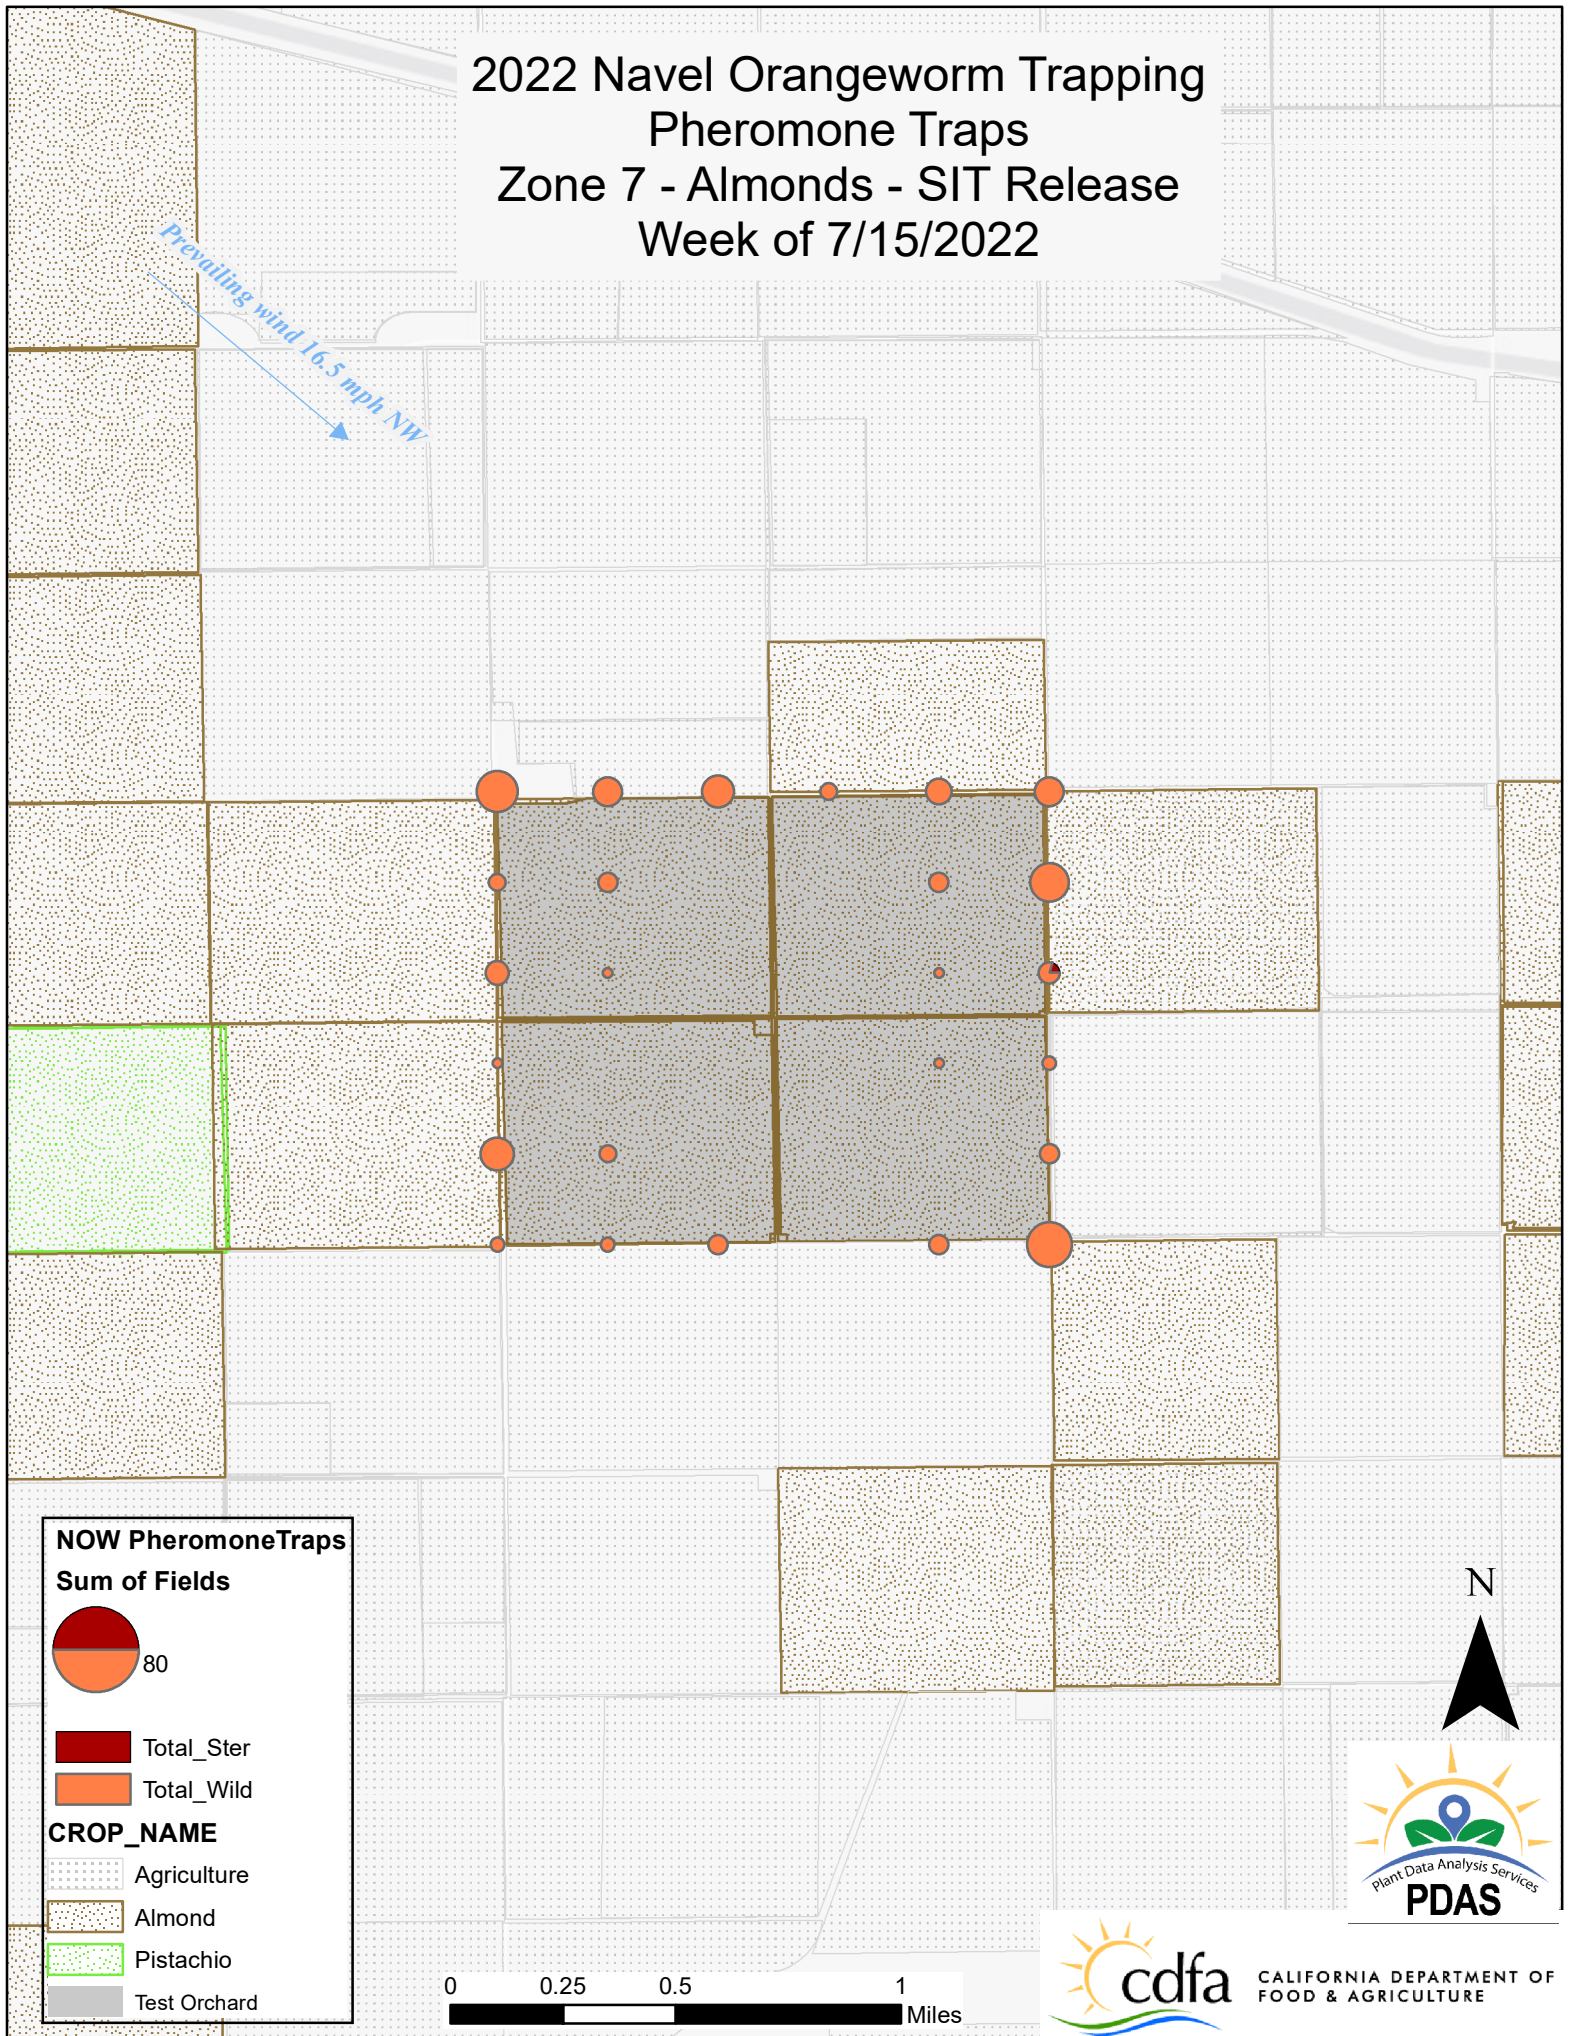 2022 Navel Orangeworm Trapping
Pheromone Traps
Zone 7 - Almonds - SIT Release
Week of 7/15/2022
Prevailing wind 16.5 mph NW
NOW PheromoneTraps
Sum of Fields
80
Total_Ster
Total_Wild
CROP_NAME
Agriculture
Almond
Pistachio
Test Orchard
0 0.25 0.5 1
Miles
N
Plant Data Analysis Services
PDAS
cdfa
CALIFORNIA DEPARTMENT OF
FOOD & AGRICULTURE